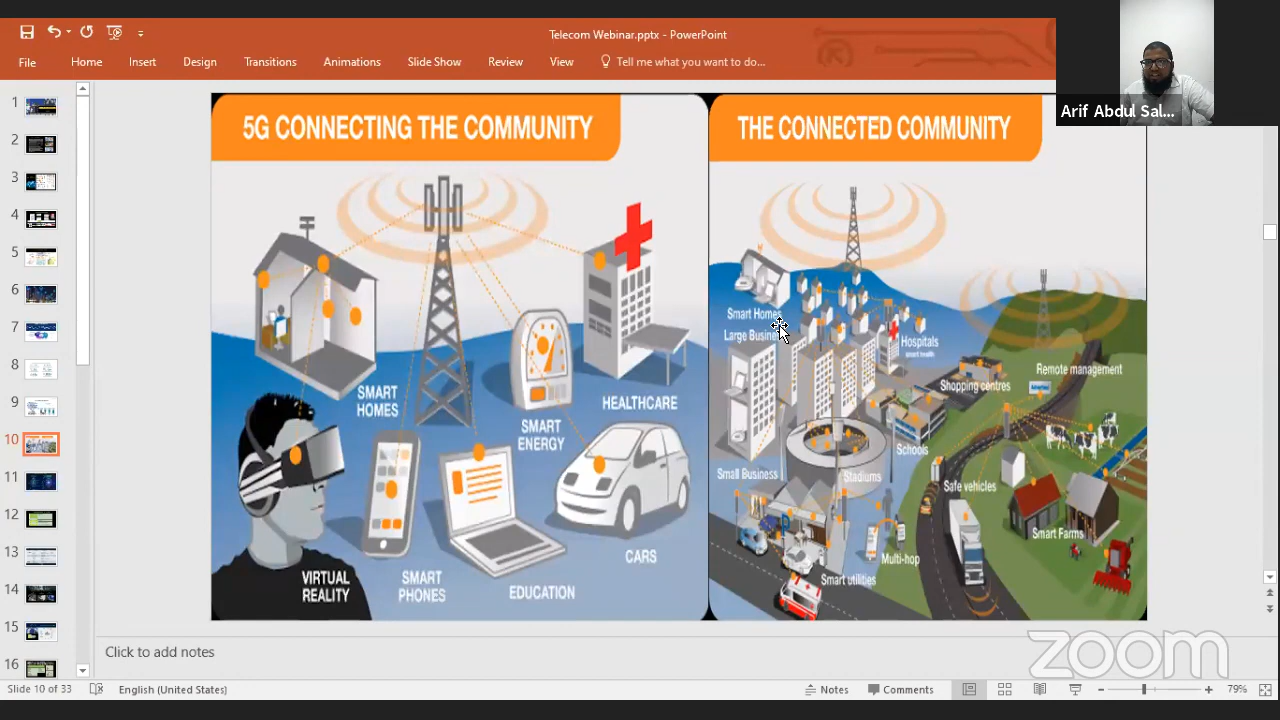 Telecom Webinar.pptx - PowerPoint
File Home Insert Design Transitions Animations Slide Show Review View Tell me what you want to do...
Arif Abdul Sal...
1
2
3
4
5
6
7
8
9
10
11
12
13
14
15
16
5G CONNECTING THE COMMUNITY
SMART
HOMES
SMART
ENERGY
HEALTHCARE
VIRTUAL
REALITY
SMART
PHONES
EDUCATION
CARS
THE CONNECTED COMMUNITY
Smart Homes
Large Busin
Hospitals
smart health
Shopping centres
Remote management
Schools
Small Business
Stadiums
Safe vehicles
Smart Farms
Multi-hop
Smart utilities
P
Click to add notes
zoom
Slide 10 of 33 English (United States) Notes Comments 79%